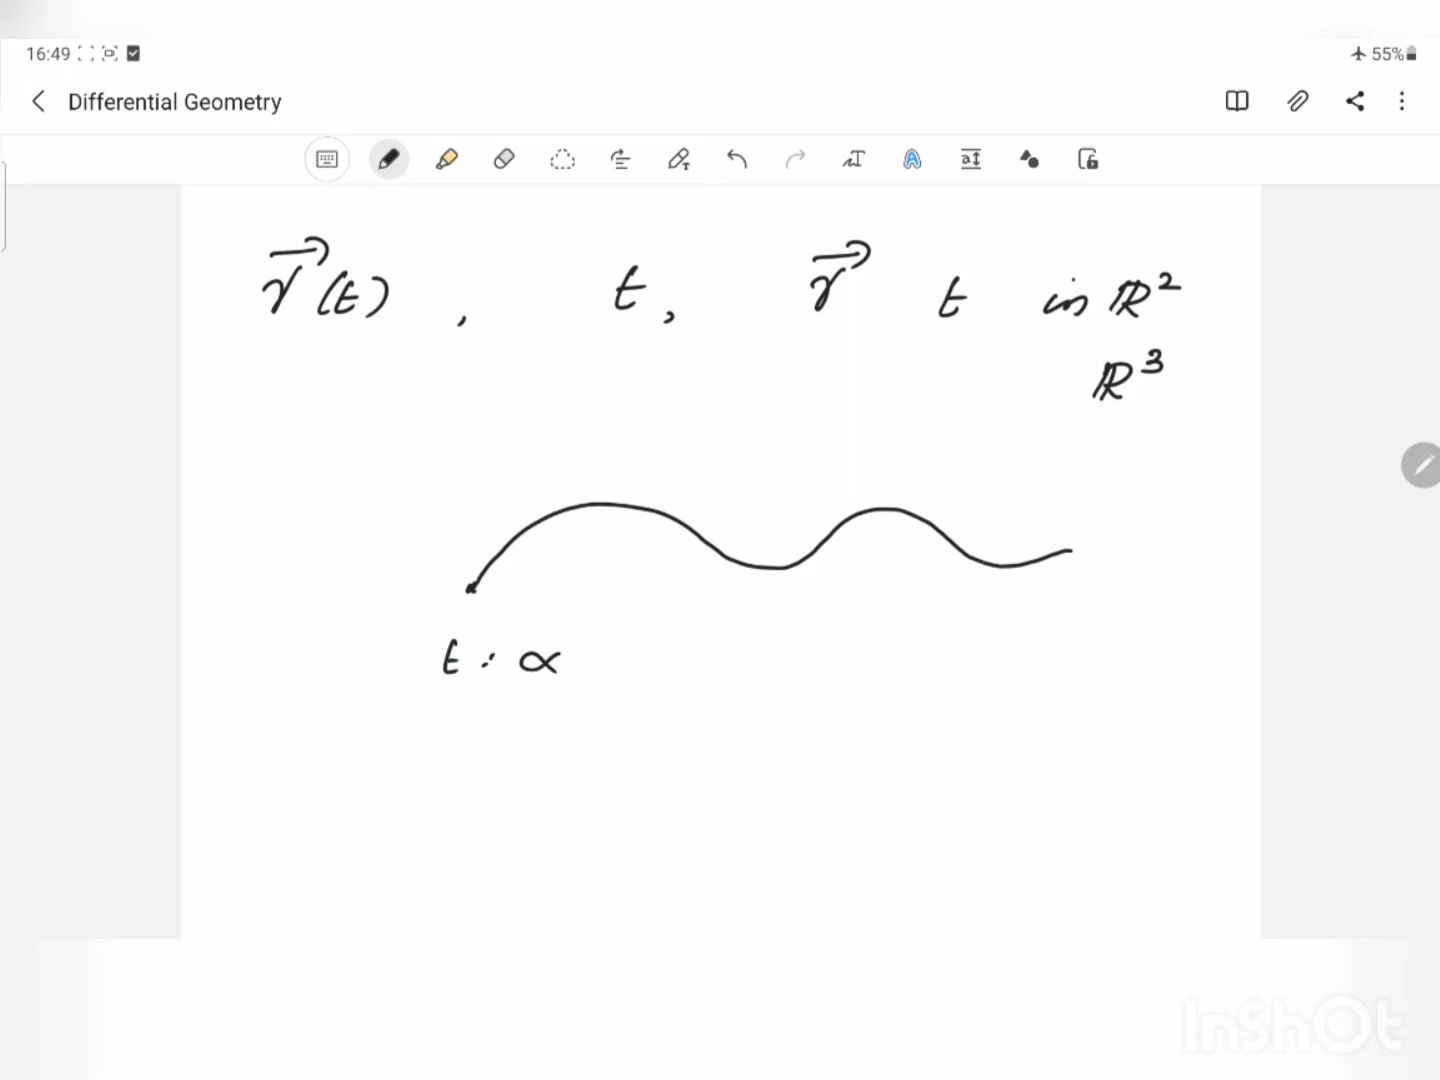 16:49
55%
Differential Geometry
γ⃗(t), t, γ⃗ t in ℝ²
ℝ³
t : α
InShOt